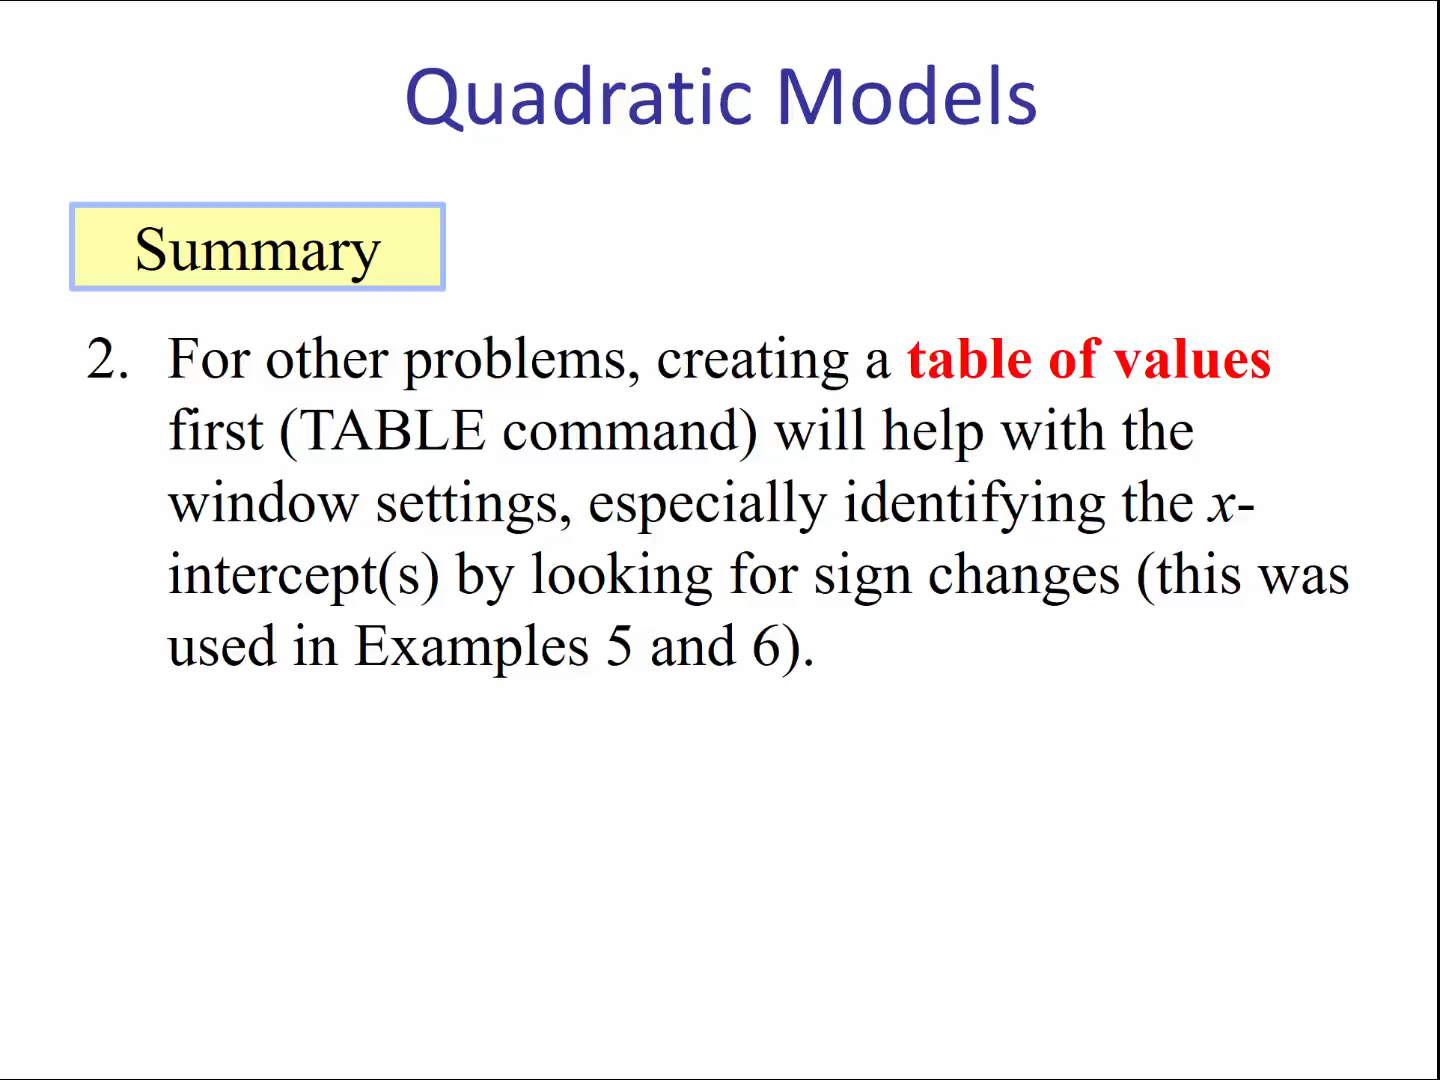 Quadratic Models
Summary
2. For other problems, creating a table of values
first (TABLE command) will help with the
window settings, especially identifying the x-
intercept(s) by looking for sign changes (this was
used in Examples 5 and 6).